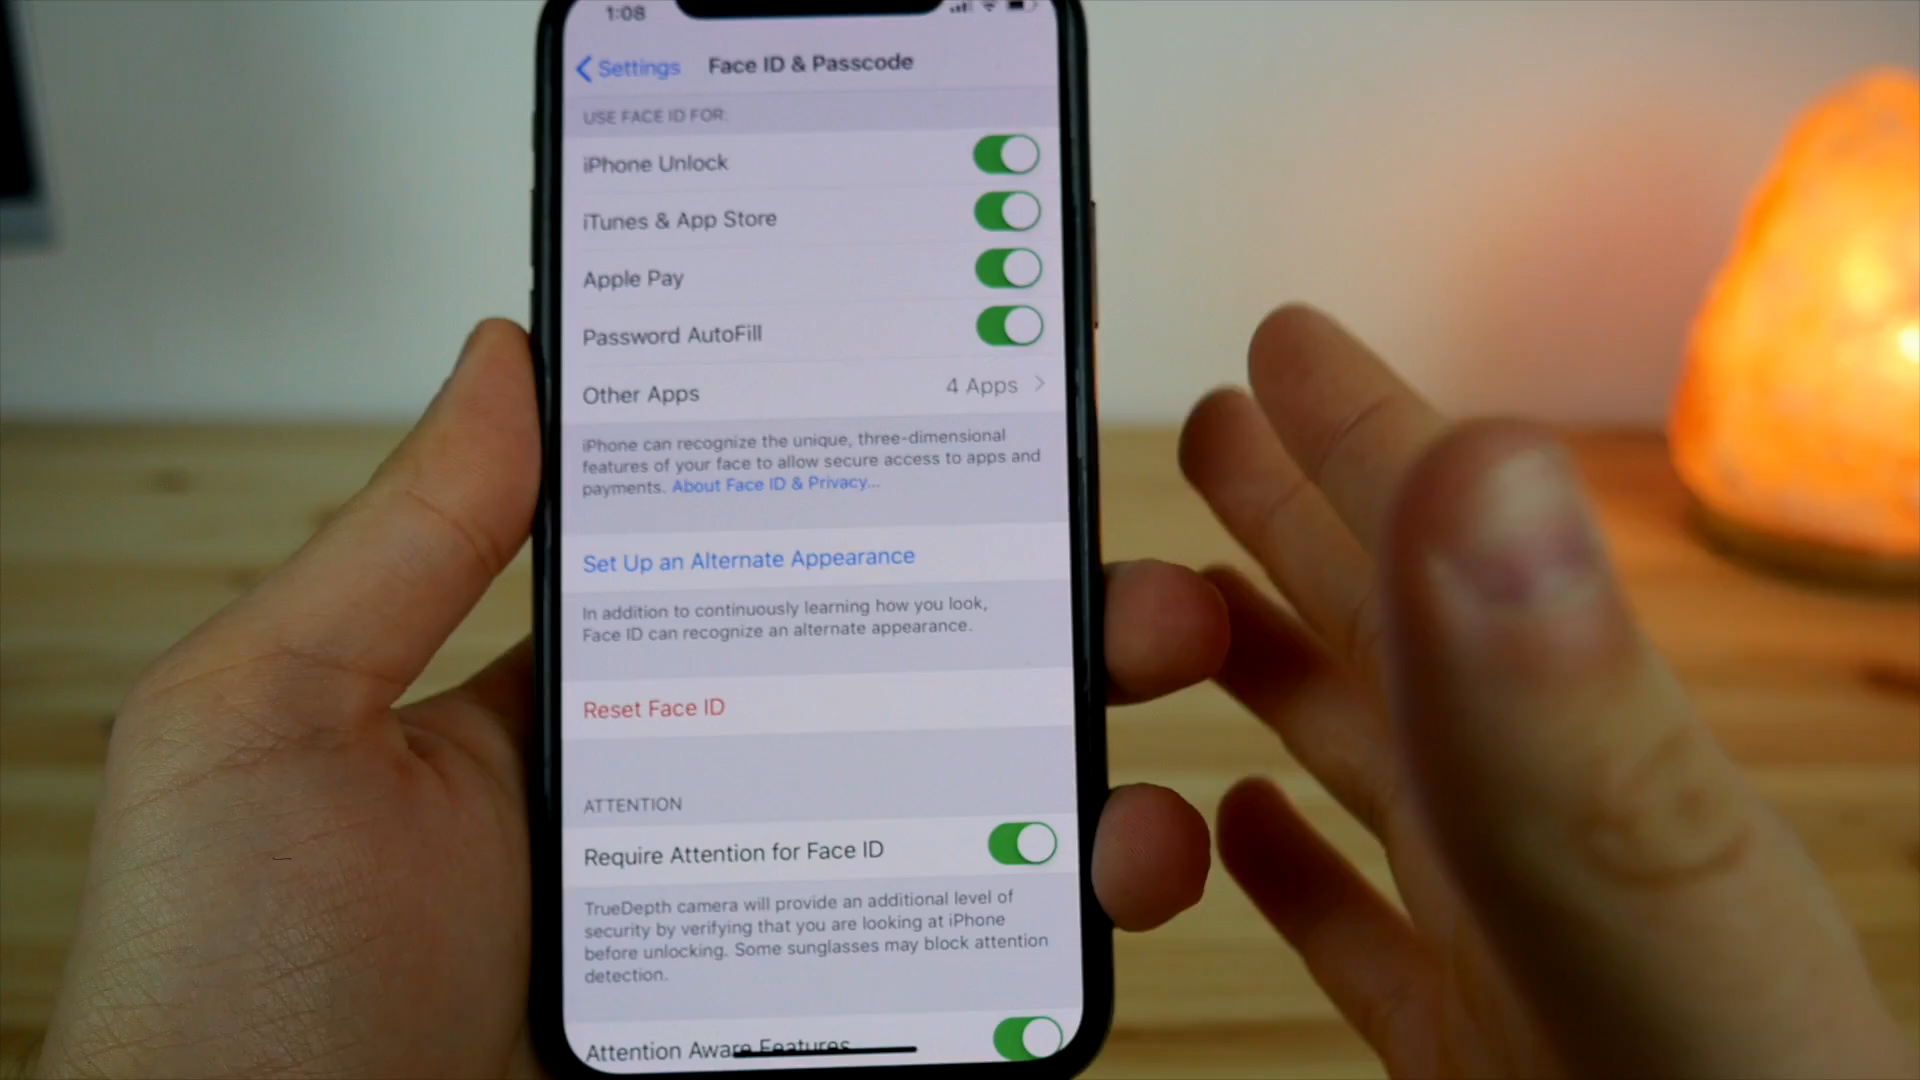 1:08
Settings Face ID & Passcode
USE FACE ID FOR:
iPhone Unlock
iTunes & App Store
Apple Pay
Password AutoFill
Other Apps 4 Apps
iPhone can recognize the unique, three-dimensional
features of your face to allow secure access to apps and
payments. About Face ID & Privacy...
Set Up an Alternate Appearance
In addition to continuously learning how you look,
Face ID can recognize an alternate appearance.
Reset Face ID
ATTENTION
Require Attention for Face ID
TrueDepth camera will provide an additional level of
security by verifying that you are looking at iPhone
before unlocking. Some sunglasses may block attention
detection.
Attention Aware Features